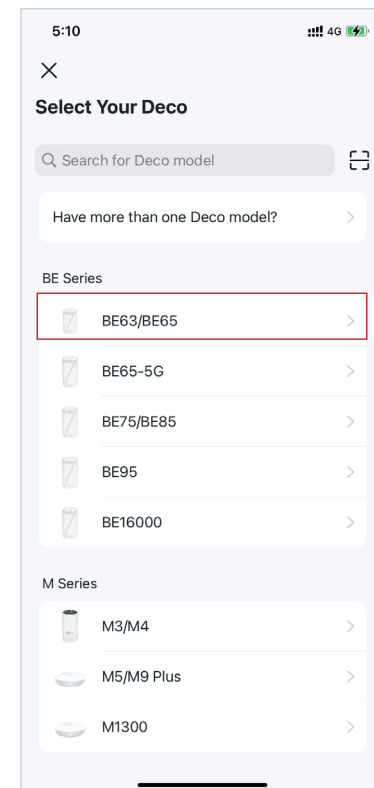 5:10
4G
Select Your Deco
Search for Deco model
Have more than one Deco model?
BE Series
BE63/BE65
BE65-5G
BE75/BE85
BE95
BE16000
M Series
M3/M4
M5/M9 Plus
M1300